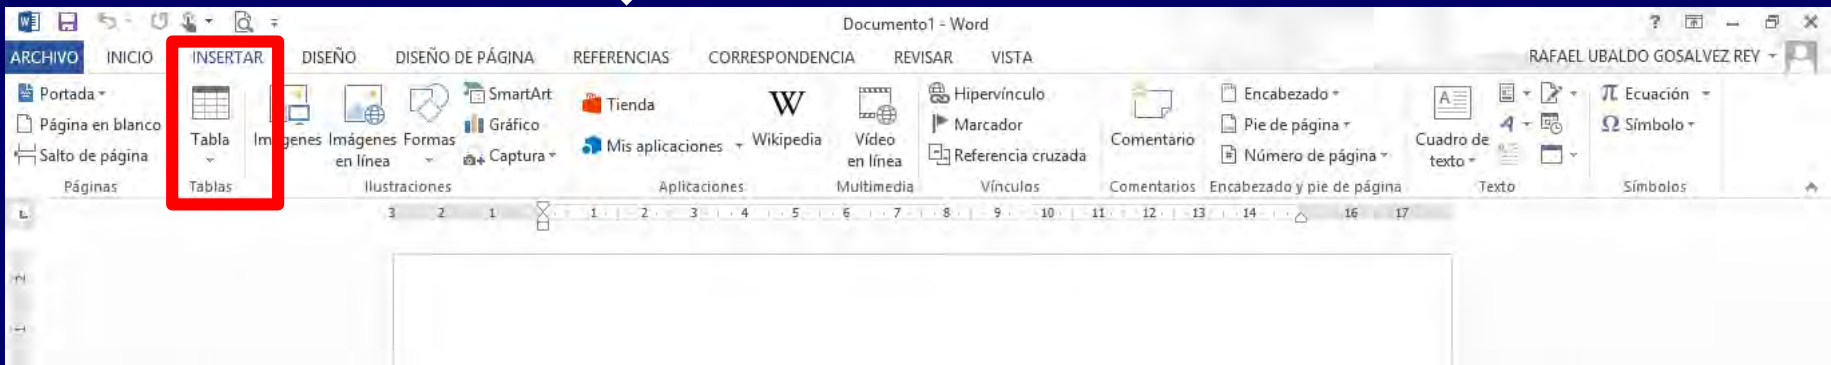 Documento1 - Word
ARCHIVO INICIO INSERTAR DISEÑO DISEÑO DE PÁGINA REFERENCIAS CORRESPONDENCIA REVISAR VISTA RAFAEL UBALDO GOSALVEZ REY
Portada
Página en blanco
Salto de página
Páginas
Tabla
Tablas
Imágenes
Imágenes
en línea
Formas
SmartArt
Gráfico
Captura
Ilustraciones
Tienda
Mis aplicaciones
W
Wikipedia
Aplicaciones
Vídeo
en línea
Multimedia
Hipervínculo
Marcador
Referencia cruzada
Vínculos
Comentario
Comentarios
Encabezado
Pie de página
Número de página
Encabezado y pie de página
Cuadro de
texto
Texto
π Ecuación
Ω Símbolo
Símbolos
3 2 1 1 2 3 4 5 6 7 8 9 10 11 12 13 14 16 17
2
1